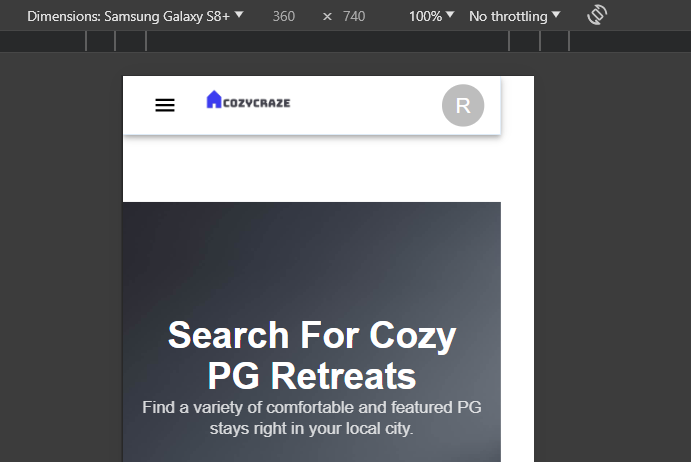 Dimensions: Samsung Galaxy S8+ 360 × 740 100% No throttling
COZYCRAZE R
Search For Cozy
PG Retreats
Find a variety of comfortable and featured PG
stays right in your local city.